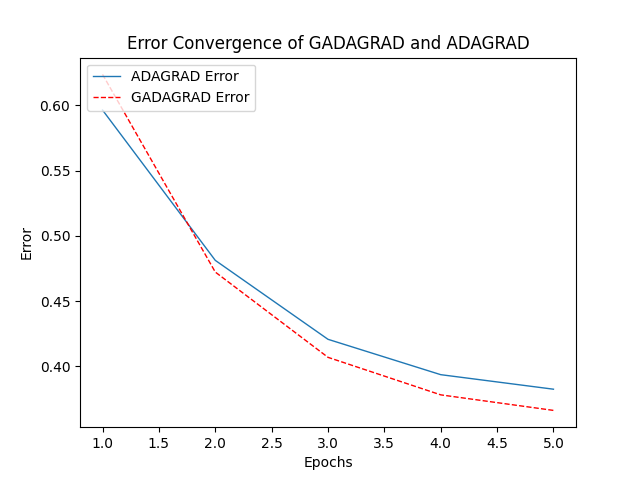 Error Convergence of GADAGRAD and ADAGRAD
ADAGRAD Error
GADAGRAD Error
0.60
0.55
0.50
0.45
0.40
Error
1.0 1.5 2.0 2.5 3.0 3.5 4.0 4.5 5.0
Epochs